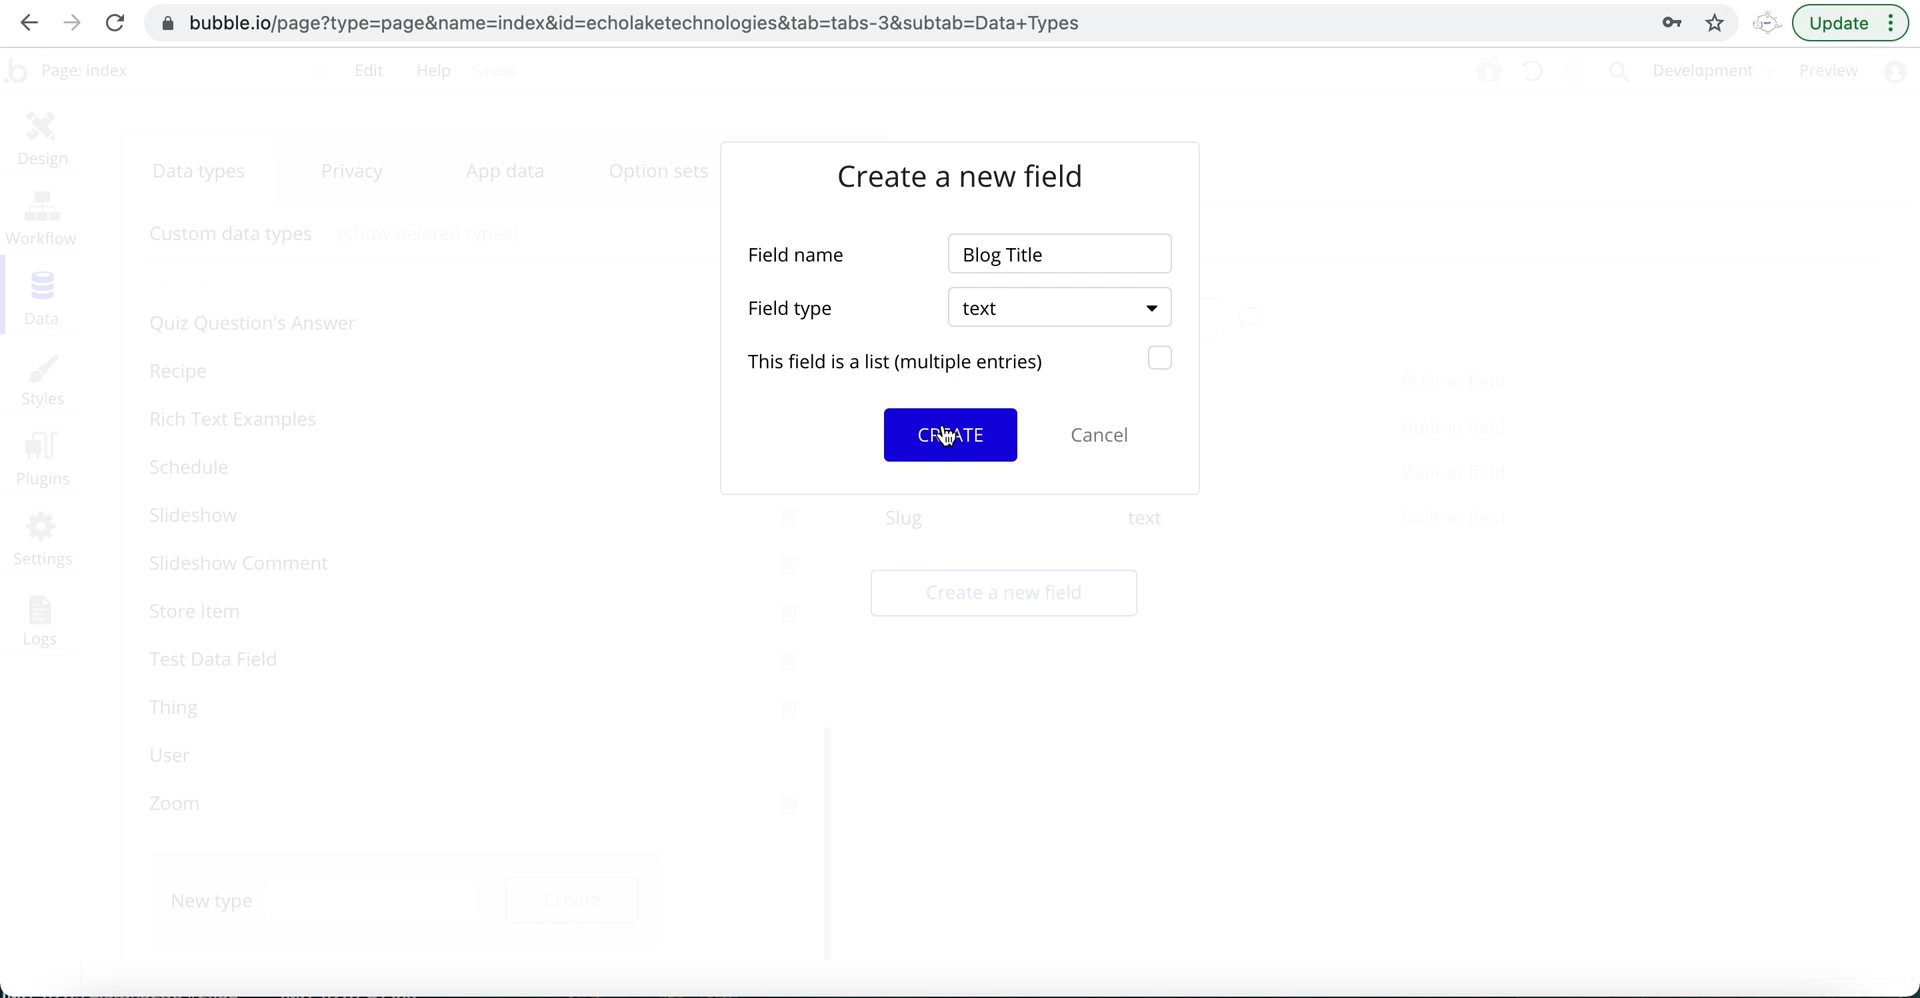 bubble.io/page?type=page&name=index&id=echolaketechnologies&tab=tabs-3&subtab=Data+Types
Update
Page: index
Edit
Help
Saved
Development
Preview
Design
Workflow
Data
Styles
Plugins
Settings
Logs
Data types
Privacy
App data
Option sets
Custom data types
(show deleted types)
Quiz Question's Answer
Recipe
Rich Text Examples
Schedule
Slideshow
Slideshow Comment
Store Item
Test Data Field
Thing
User
Zoom
New type
Create
Create a new field
Field name
Blog Title
Field type
text
This field is a list (multiple entries)
CREATE
Cancel
Built-in field
Built-in field
Built-in field
Slug
text
Built-in field
Create a new field